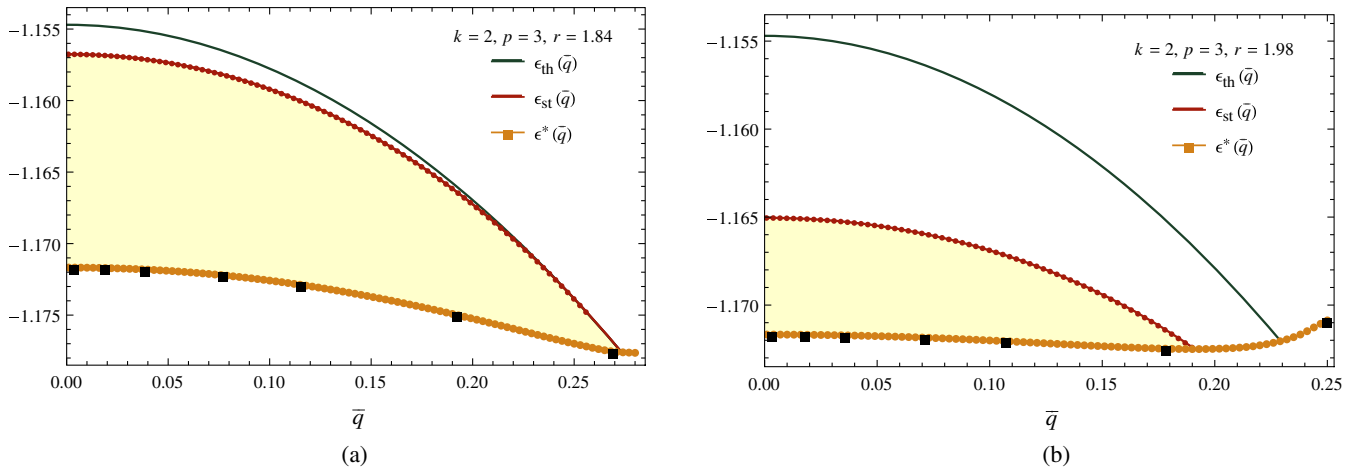 −1.155
−1.160
−1.165
−1.170
−1.175
k = 2, p = 3, r = 1.84
ϵth(q̄)
ϵst(q̄)
ϵ*(q̄)
0.00 0.05 0.10 0.15 0.20 0.25
q̄
(a)
−1.155
−1.160
−1.165
−1.170
k = 2, p = 3, r = 1.98
ϵth(q̄)
ϵst(q̄)
ϵ*(q̄)
0.00 0.05 0.10 0.15 0.20 0.25
q̄
(b)